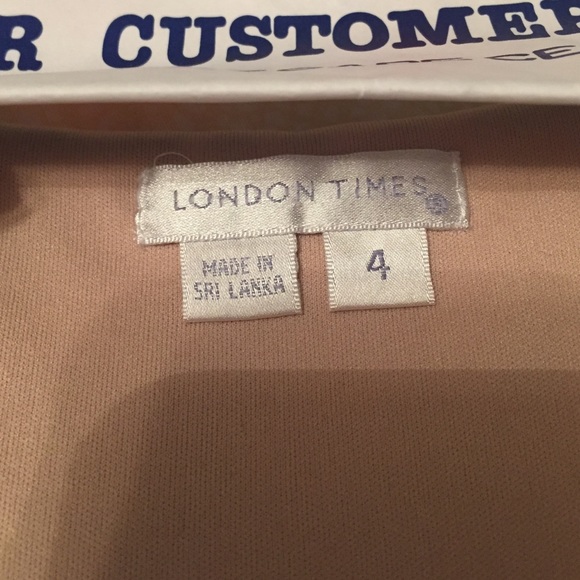 R CUSTOMER
LONDON TIMES®
MADE IN
SRI LANKA
4